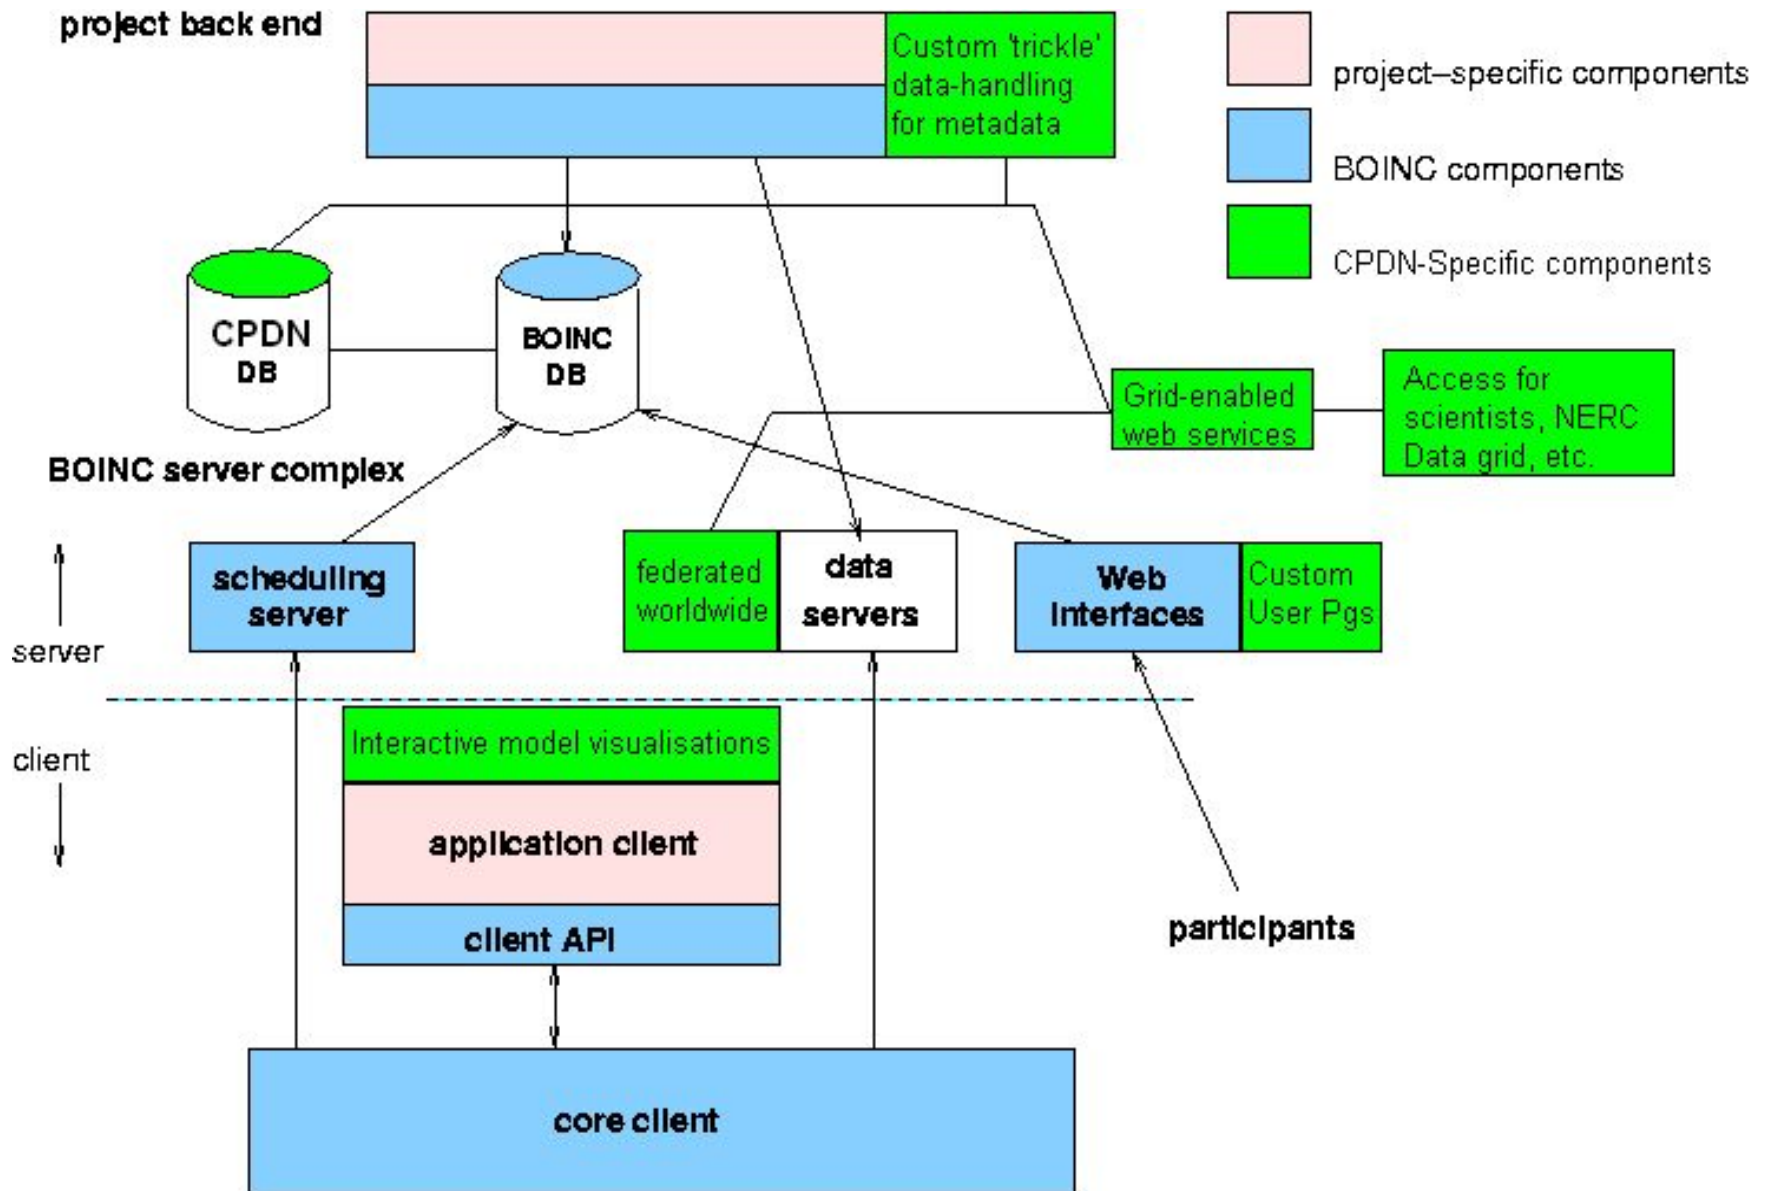 project back end
Custom 'trickle'
data-handling
for metadata
project–specific components
BOINC components
CPDN-Specific components
CPDN
DB
BOINC
DB
Grid-enabled
web services
Access for
scientists, NERC
Data grid, etc.
BOINC server complex
scheduling
server
federated
worldwide
data
servers
Web
Interfaces
Custom
User Pgs
server
client
Interactive model visualisations
application client
client API
participants
core client